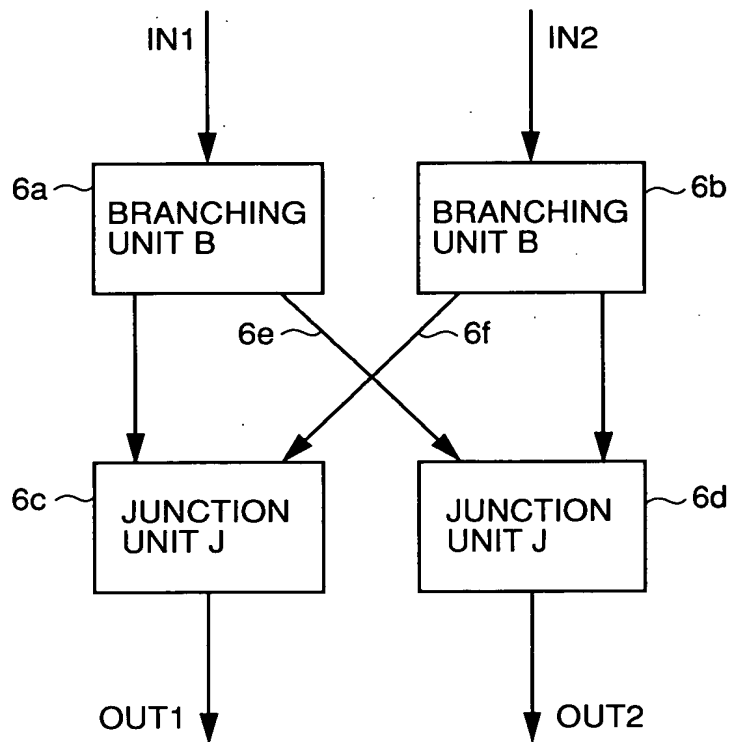 IN1
IN2
6a
BRANCHING
UNIT B
BRANCHING
UNIT B
6b
6e
6f
6c
JUNCTION
UNIT J
JUNCTION
UNIT J
6d
OUT1
OUT2